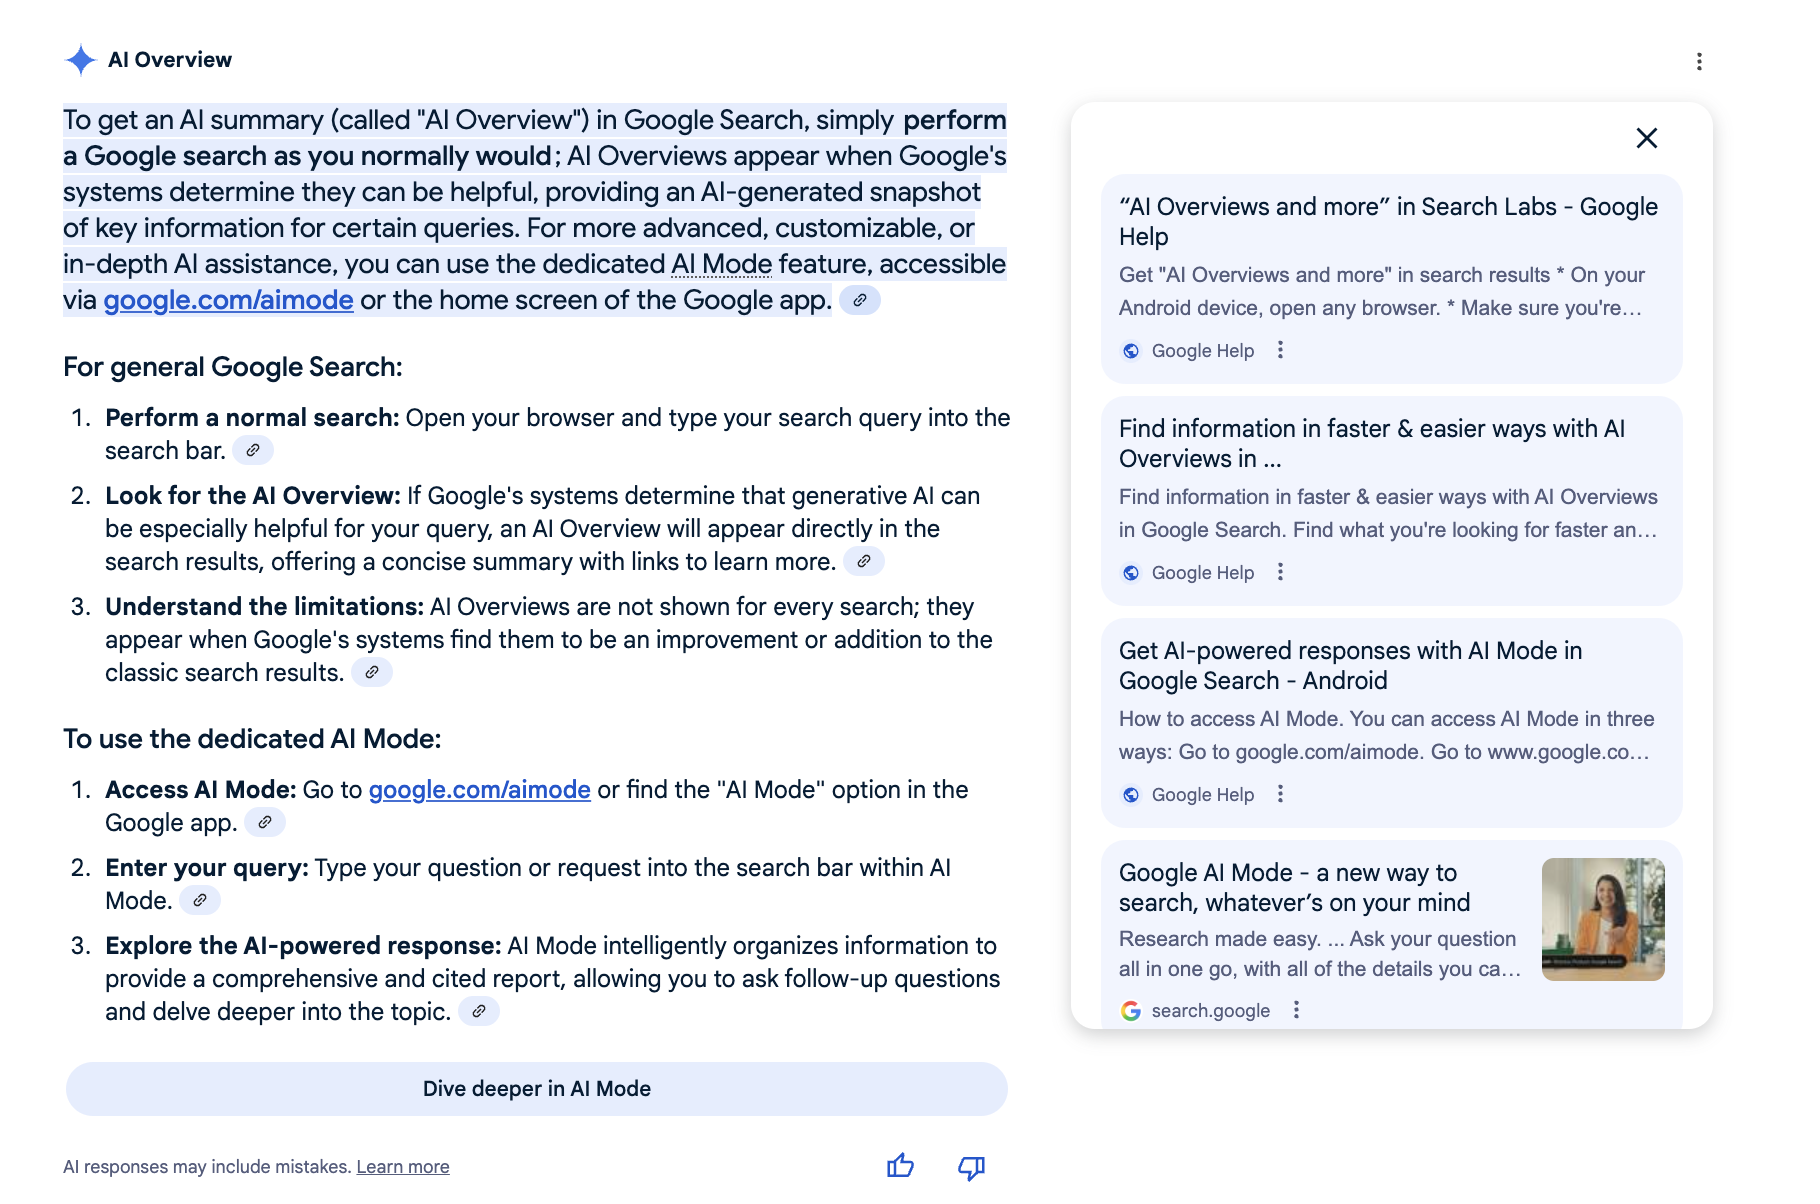 AI Overview
To get an AI summary (called "AI Overview") in Google Search, simply perform
a Google search as you normally would; AI Overviews appear when Google's
systems determine they can be helpful, providing an AI-generated snapshot
of key information for certain queries. For more advanced, customizable, or
in-depth AI assistance, you can use the dedicated AI Mode feature, accessible
via google.com/aimode or the home screen of the Google app.
For general Google Search:
1. Perform a normal search: Open your browser and type your search query into the
search bar.
2. Look for the AI Overview: If Google's systems determine that generative AI can
be especially helpful for your query, an AI Overview will appear directly in the
search results, offering a concise summary with links to learn more.
3. Understand the limitations: AI Overviews are not shown for every search; they
appear when Google's systems find them to be an improvement or addition to the
classic search results.
To use the dedicated AI Mode:
1. Access AI Mode: Go to google.com/aimode or find the "AI Mode" option in the
Google app.
2. Enter your query: Type your question or request into the search bar within AI
Mode.
3. Explore the AI-powered response: AI Mode intelligently organizes information to
provide a comprehensive and cited report, allowing you to ask follow-up questions
and delve deeper into the topic.
Dive deeper in AI Mode
AI responses may include mistakes. Learn more
“AI Overviews and more” in Search Labs - Google
Help
Get "AI Overviews and more" in search results * On your
Android device, open any browser. * Make sure you're…
Google Help
Find information in faster & easier ways with AI
Overviews in ...
Find information in faster & easier ways with AI Overviews
in Google Search. Find what you're looking for faster an…
Google Help
Get AI-powered responses with AI Mode in
Google Search - Android
How to access AI Mode. You can access AI Mode in three
ways: Go to google.com/aimode. Go to www.google.co…
Google Help
Google AI Mode - a new way to
search, whatever’s on your mind
Research made easy. ... Ask your question
all in one go, with all of the details you ca…
search.google